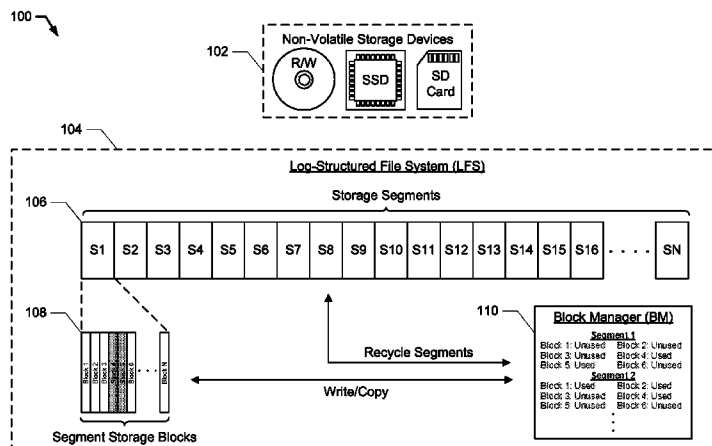 100
102
Non-Volatile Storage Devices
R/W
SSD
SD
Card
104
Log-Structured File System (LFS)
Storage Segments
106
S1 S2 S3 S4 S5 S6 S7 S8 S9 S10 S11 S12 S13 S14 S15 S16 . . . . SN
108
Block 1 Block 2 Block 3 Block 6 . . . Block N
Segment Storage Blocks
Recycle Segments
Write/Copy
110
Block Manager (BM)
Segment 1
Block 1: Unused Block 2: Unused
Block 3: Unused Block 4: Used
Block 5: Used Block 6: Unused
Segment 2
Block 1: Used Block 2: Used
Block 3: Unused Block 4: Used
Block 5: Unused Block 6: Unused